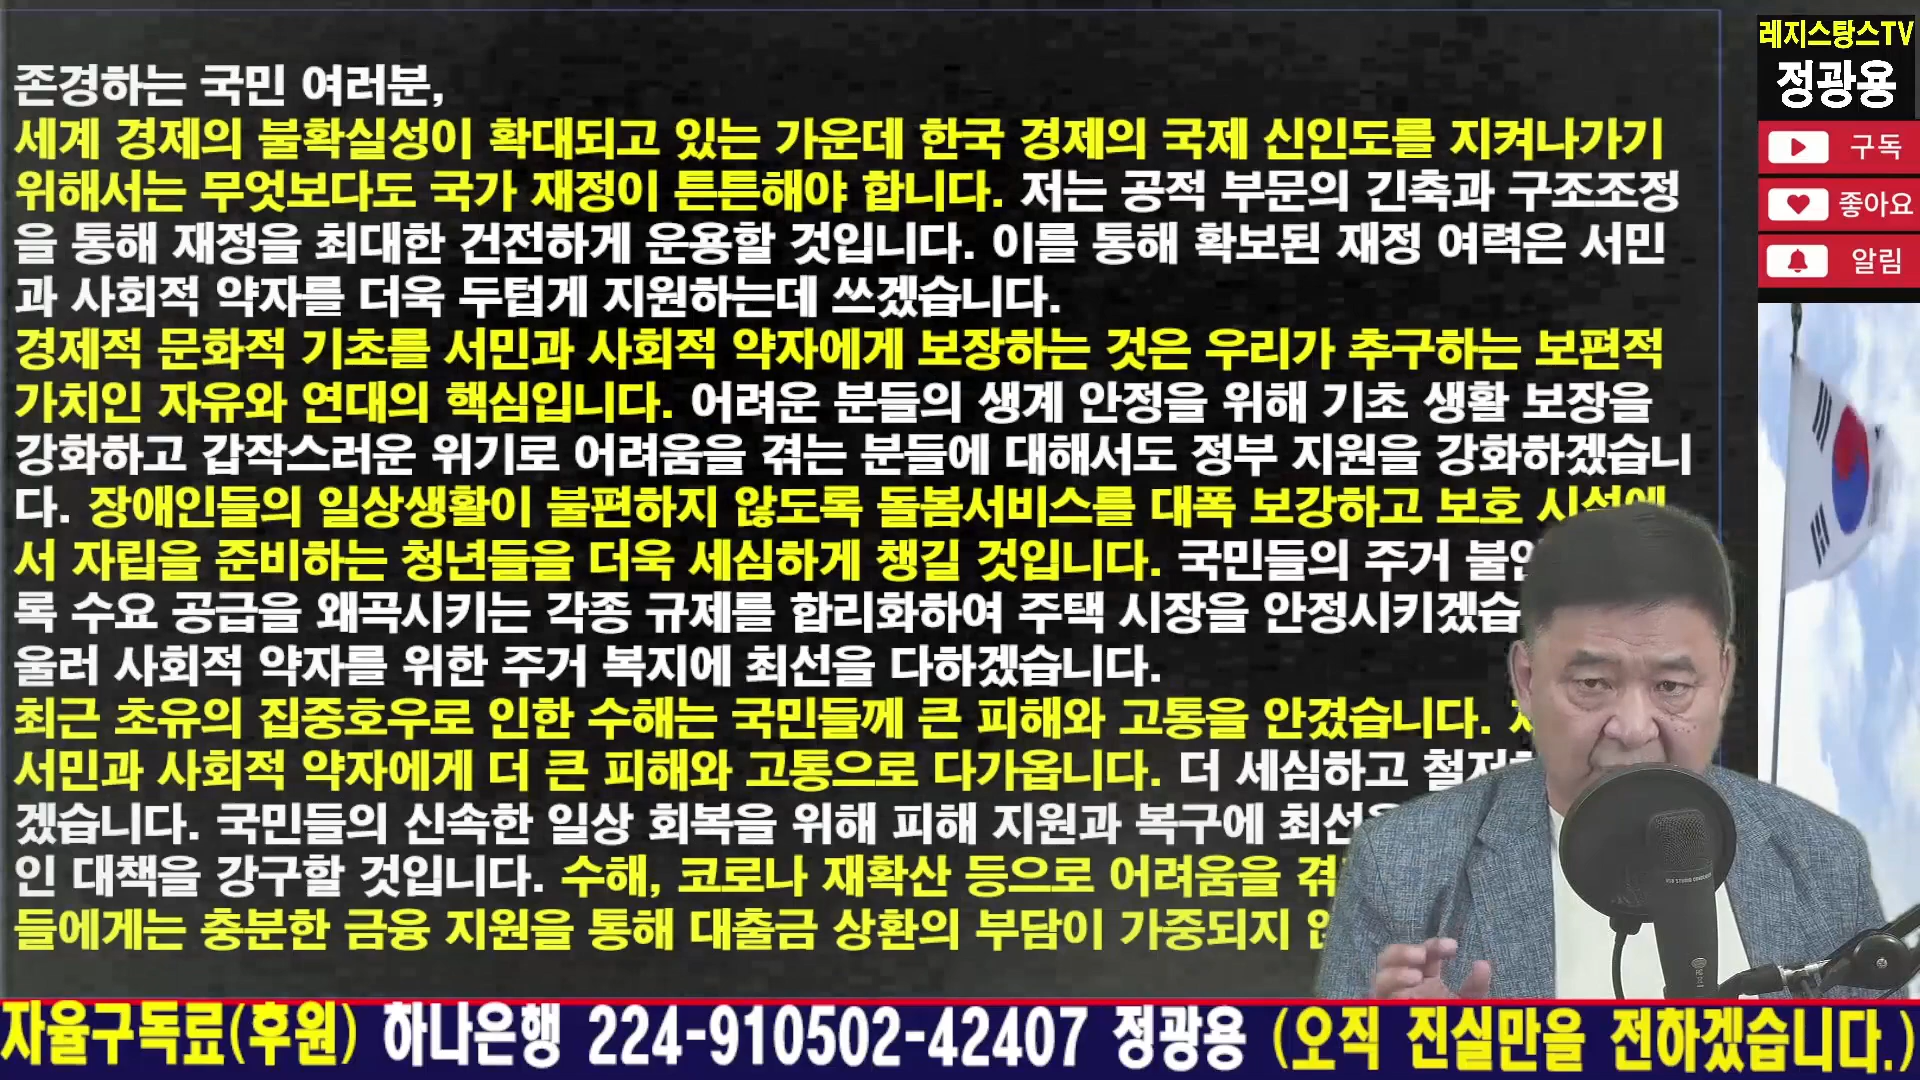 존경하는 국민 여러분,
세계 경제의 불확실성이 확대되고 있는 가운데 한국 경제의 국제 신인도를 지켜나가기
위해서는 무엇보다도 국가 재정이 튼튼해야 합니다. 저는 공적 부문의 긴축과 구조조정
을 통해 재정을 최대한 건전하게 운용할 것입니다. 이를 통해 확보된 재정 여력은 서민
과 사회적 약자를 더욱 두텁게 지원하는데 쓰겠습니다.
경제적 문화적 기초를 서민과 사회적 약자에게 보장하는 것은 우리가 추구하는 보편적
가치인 자유와 연대의 핵심입니다. 어려운 분들의 생계 안정을 위해 기초 생활 보장을
강화하고 갑작스러운 위기로 어려움을 겪는 분들에 대해서도 정부 지원을 강화하겠습니
다. 장애인들의 일상생활이 불편하지 않도록 돌봄서비스를 대폭 보강하고 보호 시설에
서 자립을 준비하는 청년들을 더욱 세심하게 챙길 것입니다. 국민들의 주거
록 수요 공급을 왜곡시키는 각종 규제를 합리화하여 주택 시장을 안정시키겠습
울러 사회적 약자를 위한 주거 복지에 최선을 다하겠습니다.
최근 초유의 집중호우로 인한 수해는 국민들께 큰 피해와 고통을 안겼습니다.
서민과 사회적 약자에게 더 큰 피해와 고통으로 다가옵니다. 더 세심하고
겠습니다. 국민들의 신속한 일상 회복을 위해 피해 지원과 복구에
인 대책을 강구할 것입니다. 수해, 코로나 재확산 등으로 어려움을
들에게는 충분한 금융 지원을 통해 대출금 상환의 부담이 가중되지
레지스탕스TV
정광용
구독
좋아요
알림
자율구독료(후원) 하나은행 224-910502-42407 정광용 (오직 진실만을 전하겠습니다.)